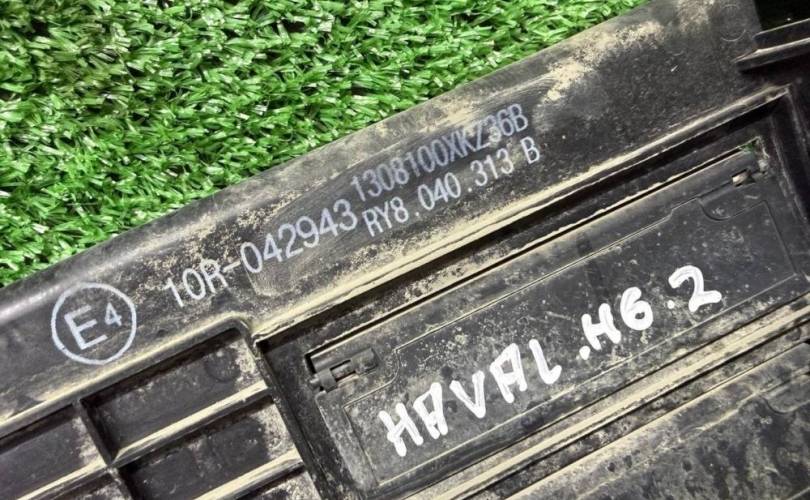 E4
10R-042943
1308100XKZ36B
RY8.040.313 B
HAVAL.H6.2